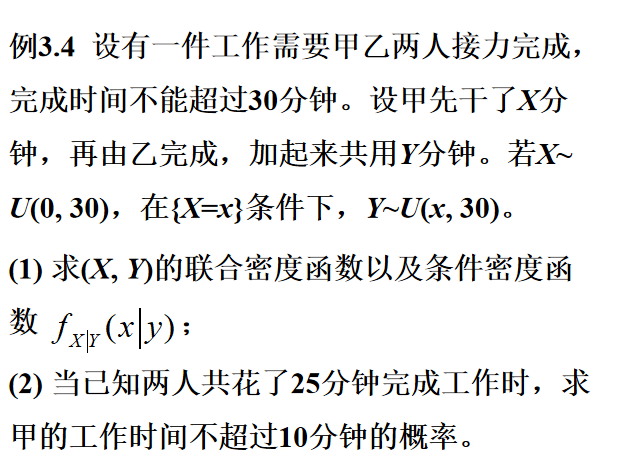 例3.4 设有一件工作需要甲乙两人接力完成，
完成时间不能超过30分钟。设甲先干了X分
钟，再由乙完成，加起来共用Y分钟。若X~
U(0, 30)，在{X=x}条件下，Y~U(x, 30)。
(1) 求(X, Y)的联合密度函数以及条件密度函
数 f_{X|Y}(x|y)；
(2) 当已知两人共花了25分钟完成工作时，求
甲的工作时间不超过10分钟的概率。